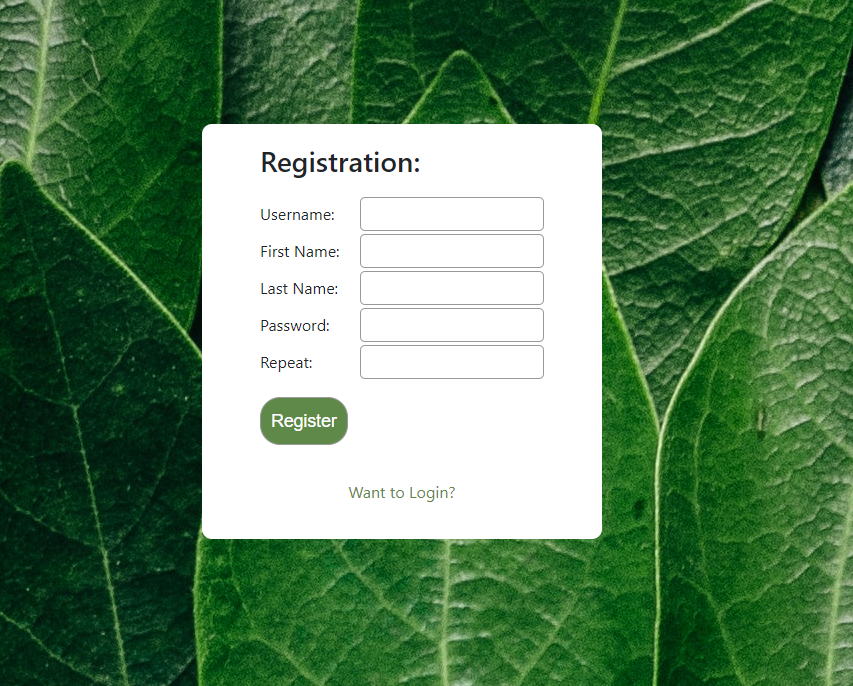 Registration:
Username:
First Name:
Last Name:
Password:
Repeat:
Register
Want to Login?